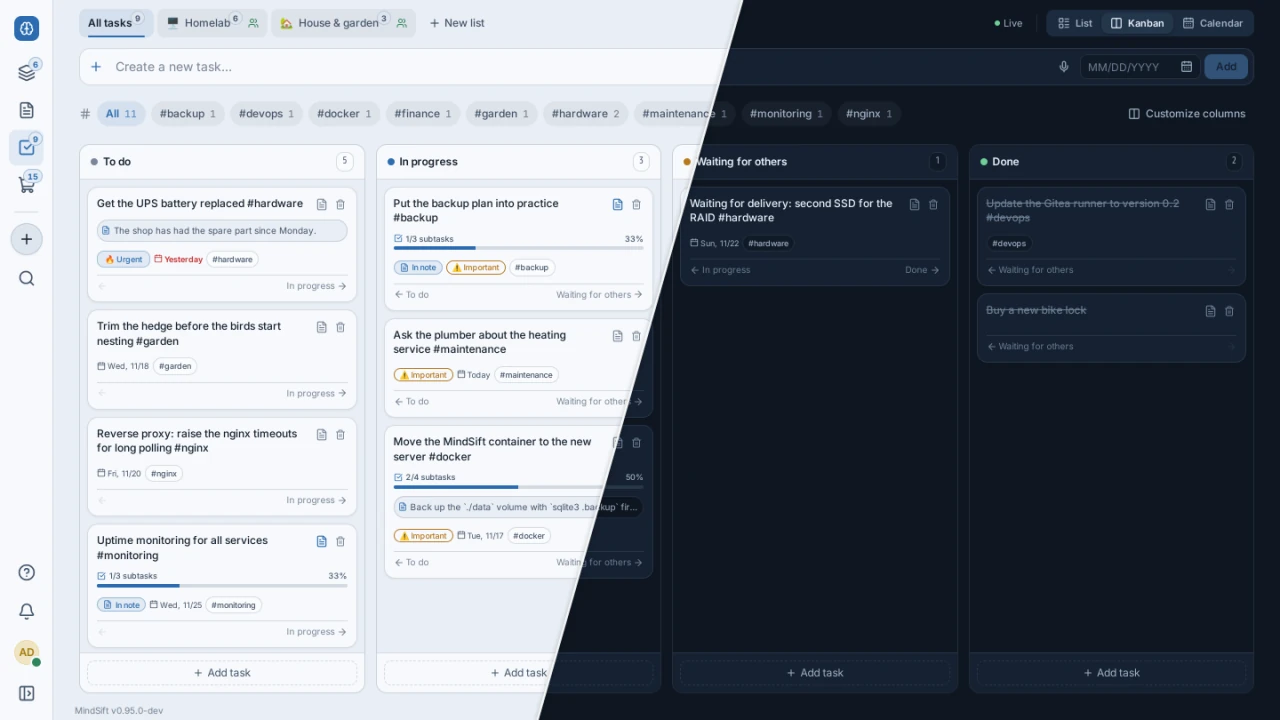 All tasks 9
🖥️ Homelab 6
🏡 House & garden 3
+ New list
Live
List
Kanban
Calendar
6
9
15
+ Create a new task...
MM/DD/YYYY
Add
# All 11
#backup 1
#devops 1
#docker 1
#finance 1
#garden 1
#hardware 2
#maintenance 1
#monitoring 1
#nginx 1
Customize columns
To do 5
Get the UPS battery replaced #hardware
The shop has had the spare part since Monday.
🔥 Urgent Yesterday #hardware
← In progress →
Trim the hedge before the birds start
nesting #garden
Wed, 11/18 #garden
← In progress →
Reverse proxy: raise the nginx timeouts
for long polling #nginx
Fri, 11/20 #nginx
← In progress →
Uptime monitoring for all services
#monitoring
1/3 subtasks 33%
In note Wed, 11/25 #monitoring
← In progress →
+ Add task
In progress 3
Put the backup plan into practice
#backup
1/3 subtasks 33%
In note ⚠️ Important #backup
← To do Waiting for others →
Ask the plumber about the heating
service #maintenance
⚠️ Important Today #maintenance
← To do Waiting for others →
Move the MindSift container to the new
server #docker
2/4 subtasks 50%
Back up the `./data` volume with `sqlite3 .backup` fir...
⚠️ Important Tue, 11/17 #docker
← To do Waiting for others →
+ Add task
Waiting for others 1
Waiting for delivery: second SSD for the
RAID #hardware
Sun, 11/22 #hardware
← In progress Done →
+ Add task
Done 2
Update the Gitea runner to version 0.2
#devops
#devops
← Waiting for others →
Buy a new bike lock
← Waiting for others →
+ Add task
AD
MindSift v0.95.0-dev